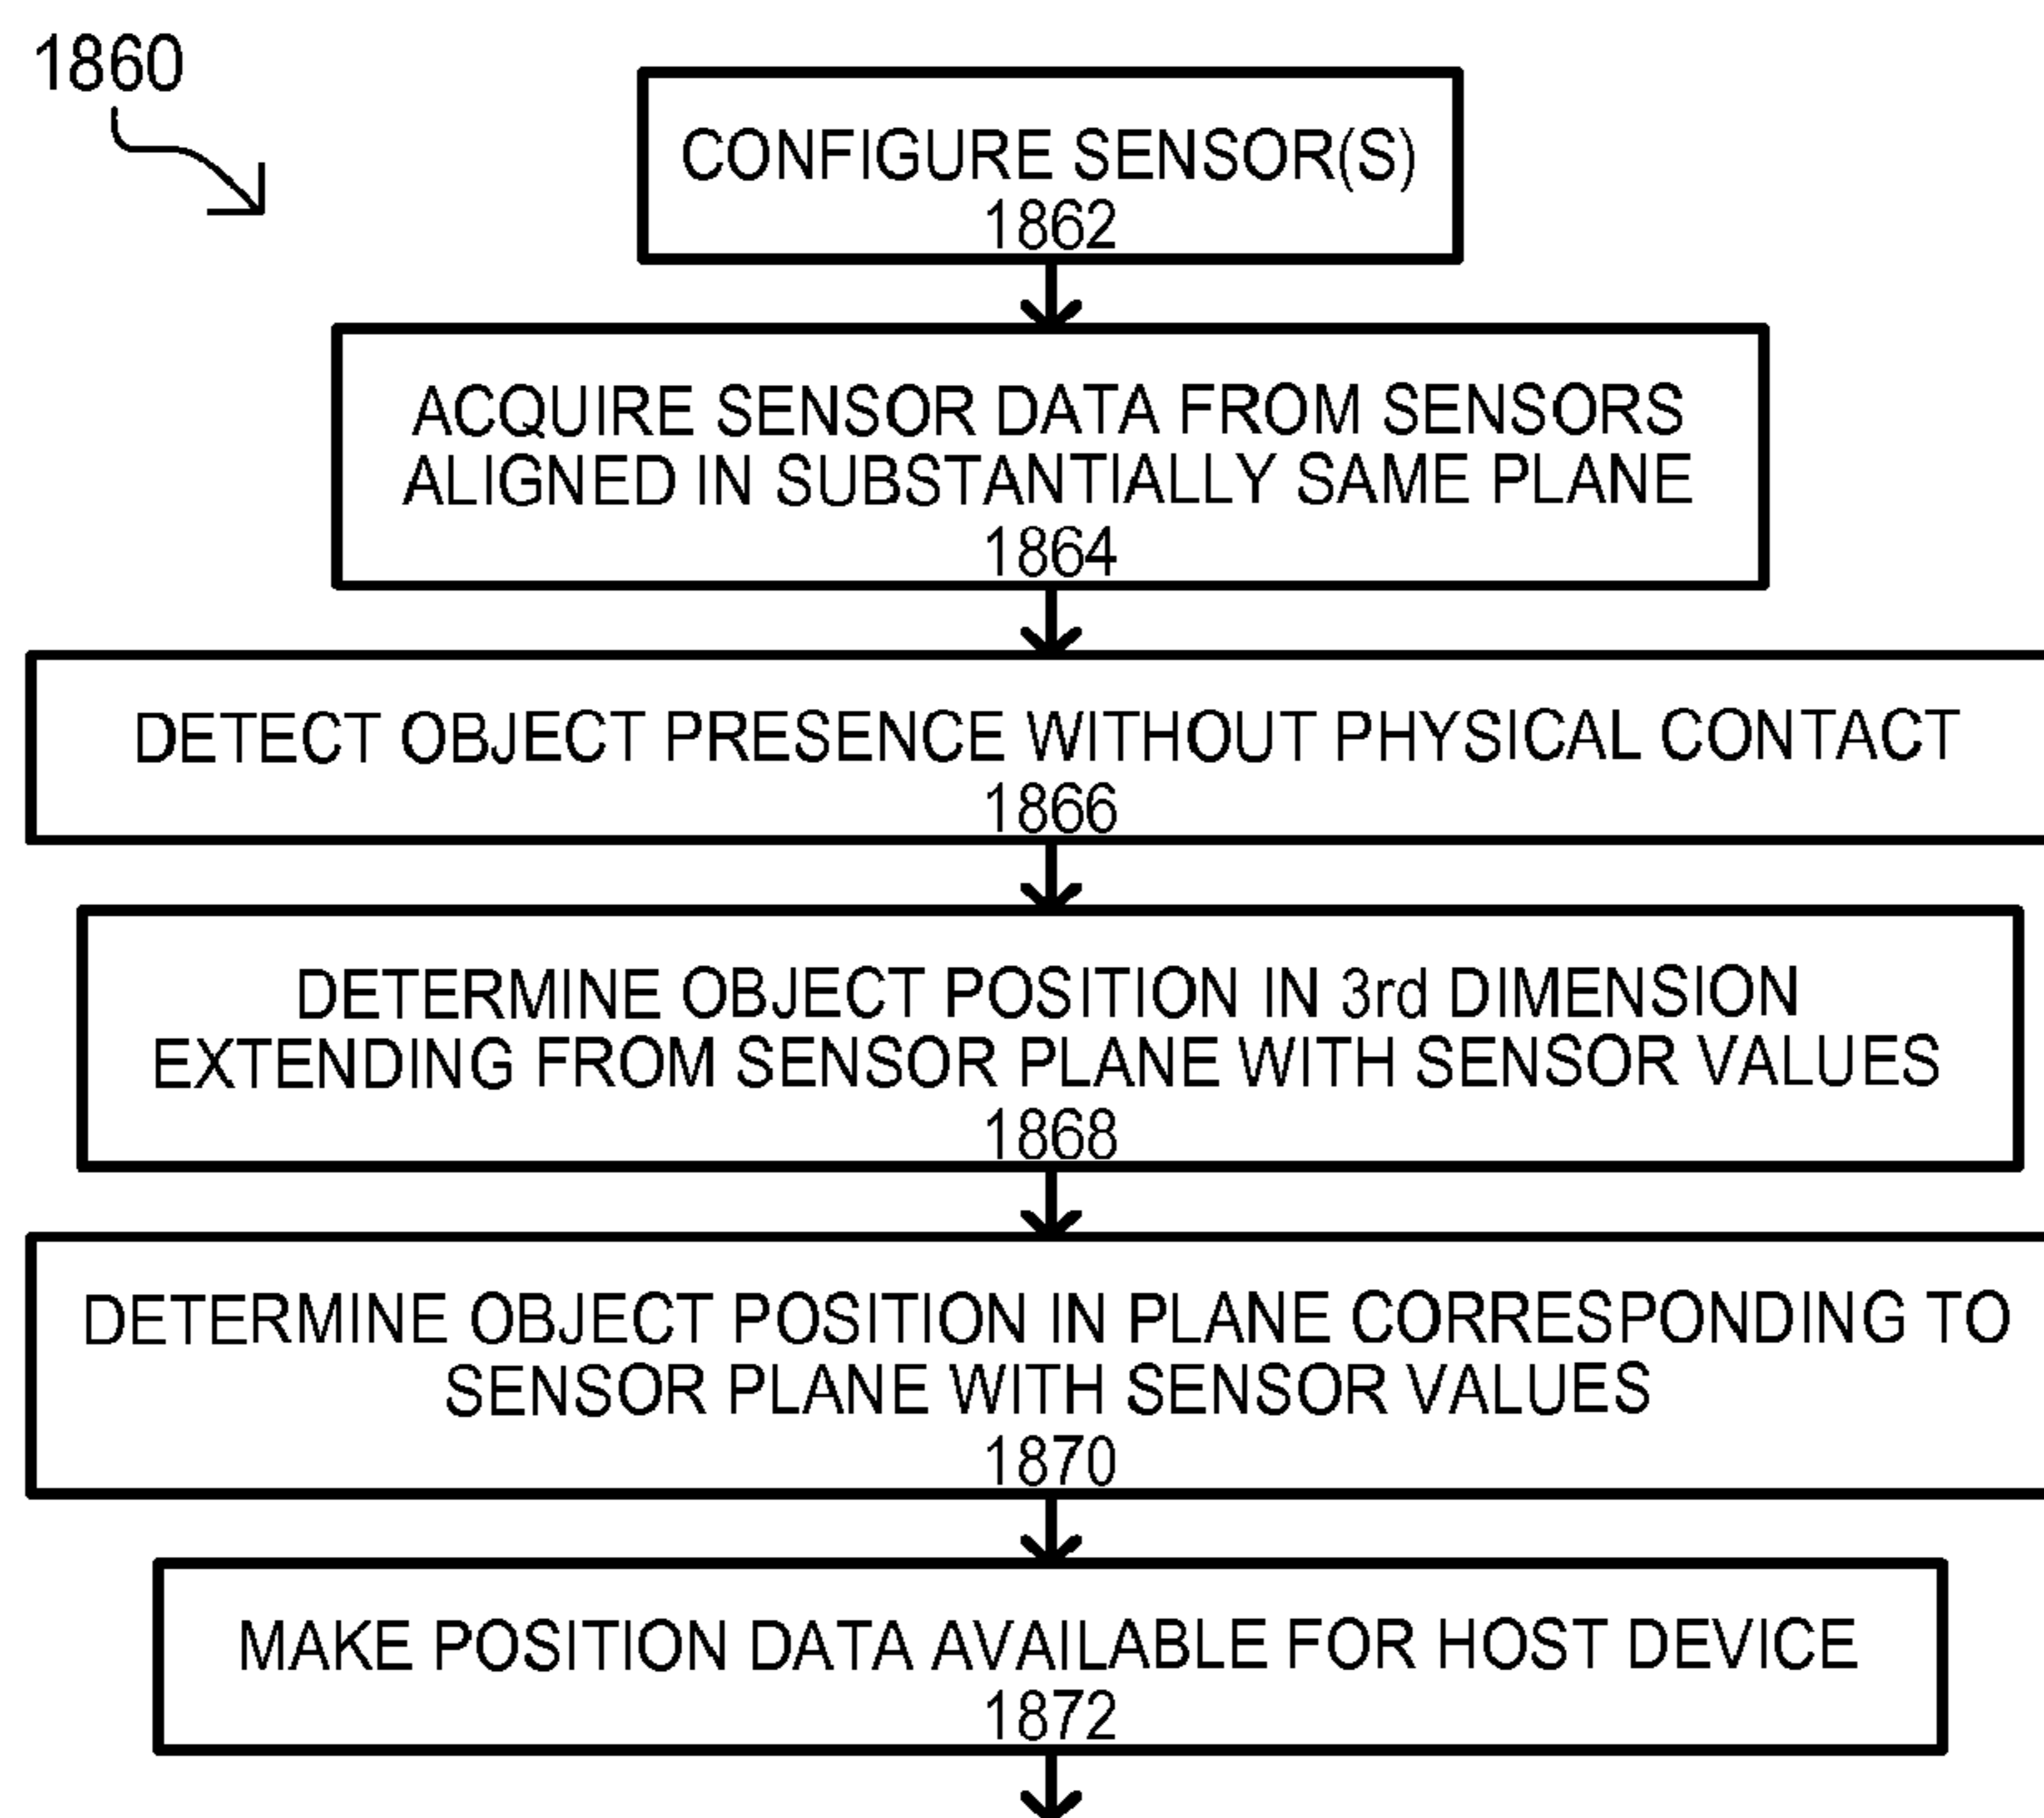 1860
CONFIGURE SENSOR(S)
1862
ACQUIRE SENSOR DATA FROM SENSORS
ALIGNED IN SUBSTANTIALLY SAME PLANE
1864
DETECT OBJECT PRESENCE WITHOUT PHYSICAL CONTACT
1866
DETERMINE OBJECT POSITION IN 3rd DIMENSION
EXTENDING FROM SENSOR PLANE WITH SENSOR VALUES
1868
DETERMINE OBJECT POSITION IN PLANE CORRESPONDING TO
SENSOR PLANE WITH SENSOR VALUES
1870
MAKE POSITION DATA AVAILABLE FOR HOST DEVICE
1872